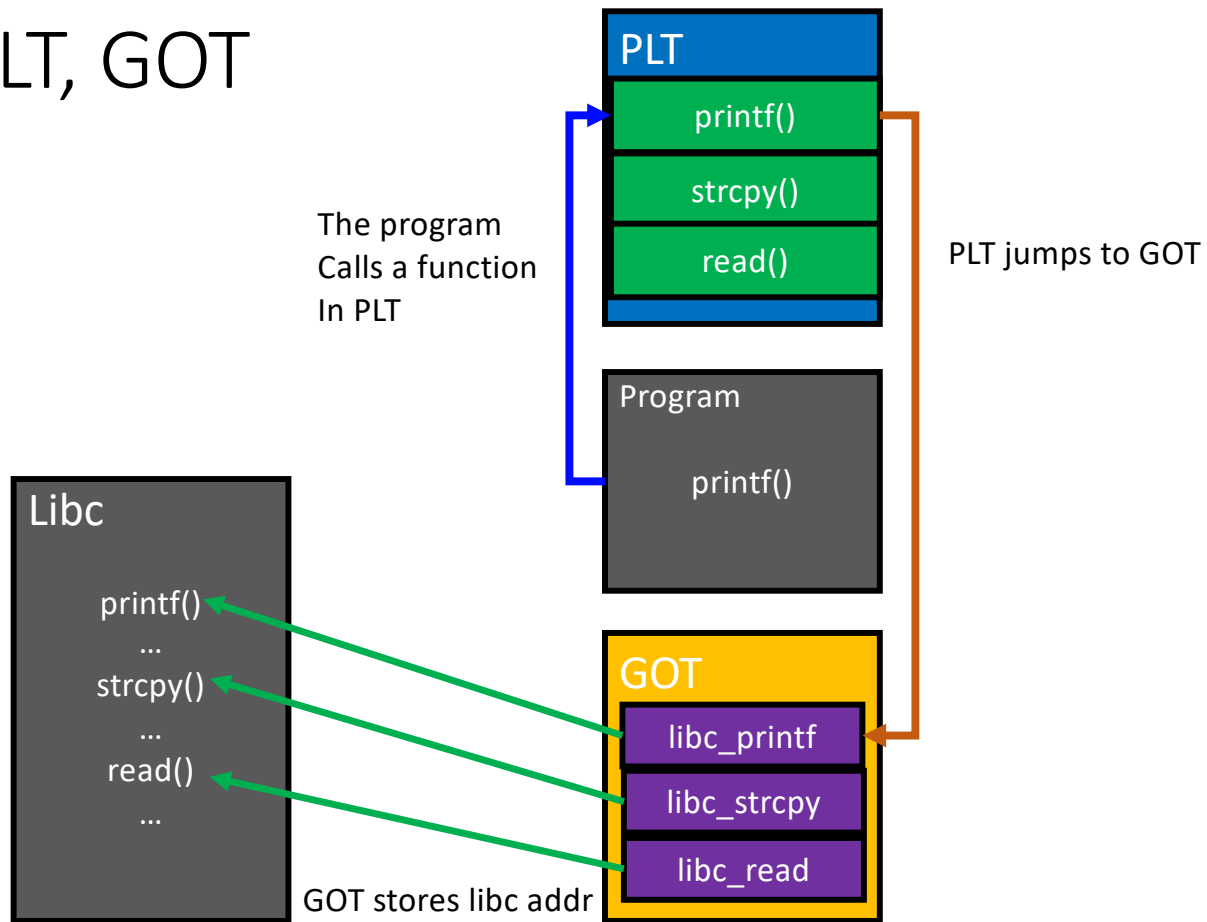 LT, GOT
PLT
printf()
strcpy()
read()
The program
Calls a function
In PLT
PLT jumps to GOT
Program
printf()
Libc
printf()
...
strcpy()
...
read()
...
GOT
libc_printf
libc_strcpy
libc_read
GOT stores libc addr